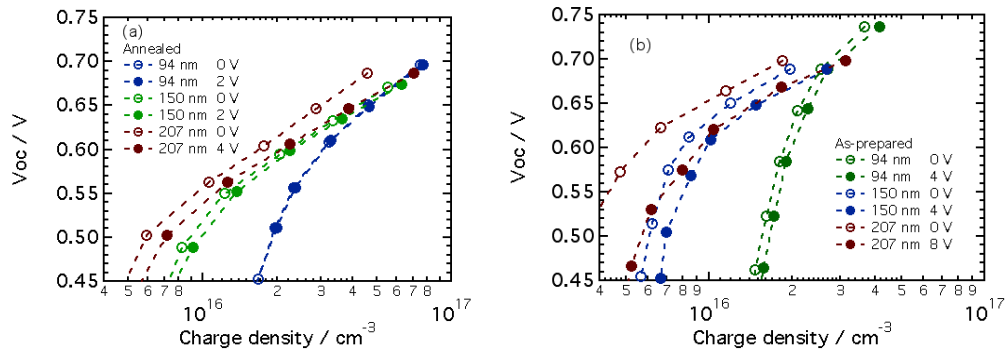 (a)
Annealed
94 nm 0 V
94 nm 2 V
150 nm 0 V
150 nm 2 V
207 nm 0 V
207 nm 4 V
0.75
0.70
0.65
0.60
0.55
0.50
0.45
Voc / V
4 5 6 7 8 10^16 2 3 4 5 6 7 8 10^17
Charge density / cm^-3
(b)
As-prepared
94 nm 0 V
94 nm 4 V
150 nm 0 V
150 nm 4 V
207 nm 0 V
207 nm 8 V
0.75
0.70
0.65
0.60
0.55
0.50
0.45
Voc / V
4 5 6 7 8 9 10^16 2 3 4 5 6 7 8 9 10^17
Charge density / cm^-3